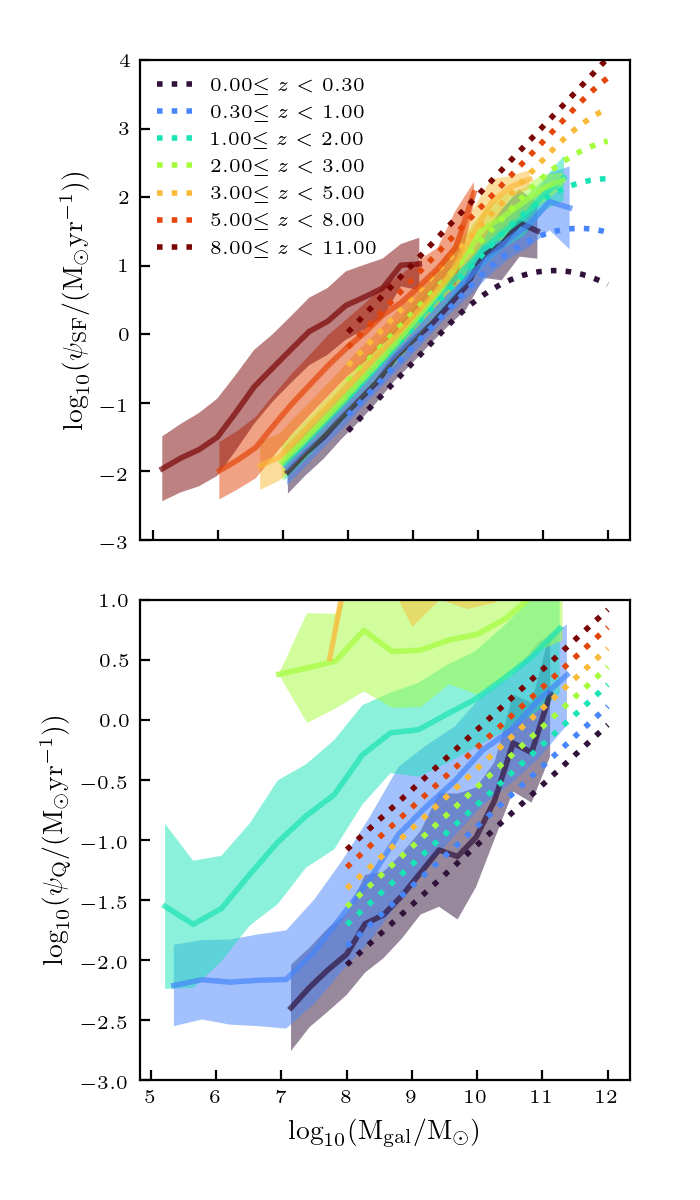 4
3
2
1
0
−1
−2
−3
log₁₀(ψ_SF/(M⊙yr⁻¹))
0.00≤ z < 0.30
0.30≤ z < 1.00
1.00≤ z < 2.00
2.00≤ z < 3.00
3.00≤ z < 5.00
5.00≤ z < 8.00
8.00≤ z < 11.00
1.0
0.5
0.0
−0.5
−1.0
−1.5
−2.0
−2.5
−3.0
log₁₀(ψ_Q/(M⊙yr⁻¹))
5 6 7 8 9 10 11 12
log₁₀(M_gal/M⊙)